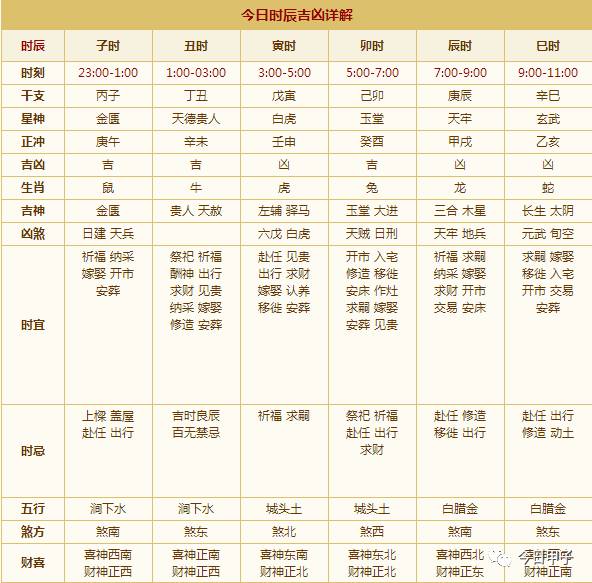 今日时辰吉凶详解
时辰 子时 丑时 寅时 卯时 辰时 巳时
时刻 23:00-1:00 1:00-03:00 3:00-5:00 5:00-7:00 7:00-9:00 9:00-11:00
干支 丙子 丁丑 戊寅 己卯 庚辰 辛巳
星神 金匮 天德贵人 白虎 玉堂 天牢 玄武
正冲 庚午 辛未 壬申 癸酉 甲戌 乙亥
吉凶 吉 吉 凶 吉 凶 凶
生肖 鼠 牛 虎 兔 龙 蛇
吉神 金匮 贵人 天赦 左辅 驿马 玉堂 大进 三合 木星 长生 太阴
凶煞 日建 天兵 六戊 白虎 天贼 日刑 天牢 地兵 元武 旬空
祈福 纳采 祭祀 祈福 赴任 见贵 开市 入宅 祈福 求嗣 求嗣 嫁娶
嫁娶 开市 酬神 出行 出行 求财 修造 移徙 纳采 嫁娶 移徙 入宅
安葬 求财 见贵 嫁娶 认养 安床 作灶 求财 开市 开市 交易
时宜 纳采 嫁娶 移徙 安葬 求嗣 嫁娶 交易 安床 安葬
修造 安葬 安葬 见贵
上樑 盖屋 吉时良辰 祈福 求嗣 祭祀 祈福 赴任 修造 赴任 出行
赴任 出行 百无禁忌 赴任 出行 移徙 出行 修造 动土
时忌 求财
五行 涧下水 涧下水 城头土 城头土 白腊金 白腊金
煞方 煞南 煞东 煞北 煞西 煞南 煞东
喜神西南 喜神正南 喜神东南 喜神东北 喜神西北
财喜 财神正西 财神正西 财神正北 财神正北 财神正东 财神正南
今日甲子